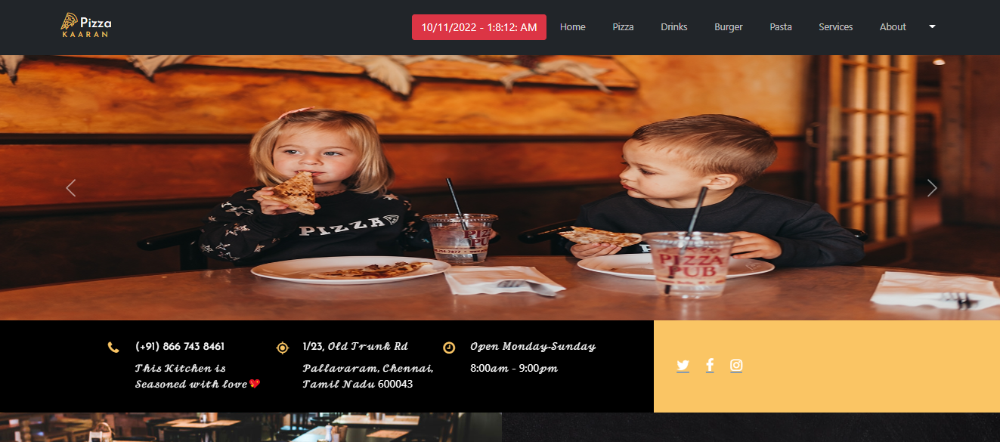 Pizza
KAARAN
10/11/2022 - 1:8:12: AM
Home
Pizza
Drinks
Burger
Pasta
Services
About
PIZZA
PIZZA
PUB
(+91) 866 743 8461
This Kitchen is
Seasoned with love💘
1/23, Old Trunk Rd
Pallavaram, Chennai,
Tamil Nadu 600043
Open Monday-Sunday
8:00am - 9:00pm